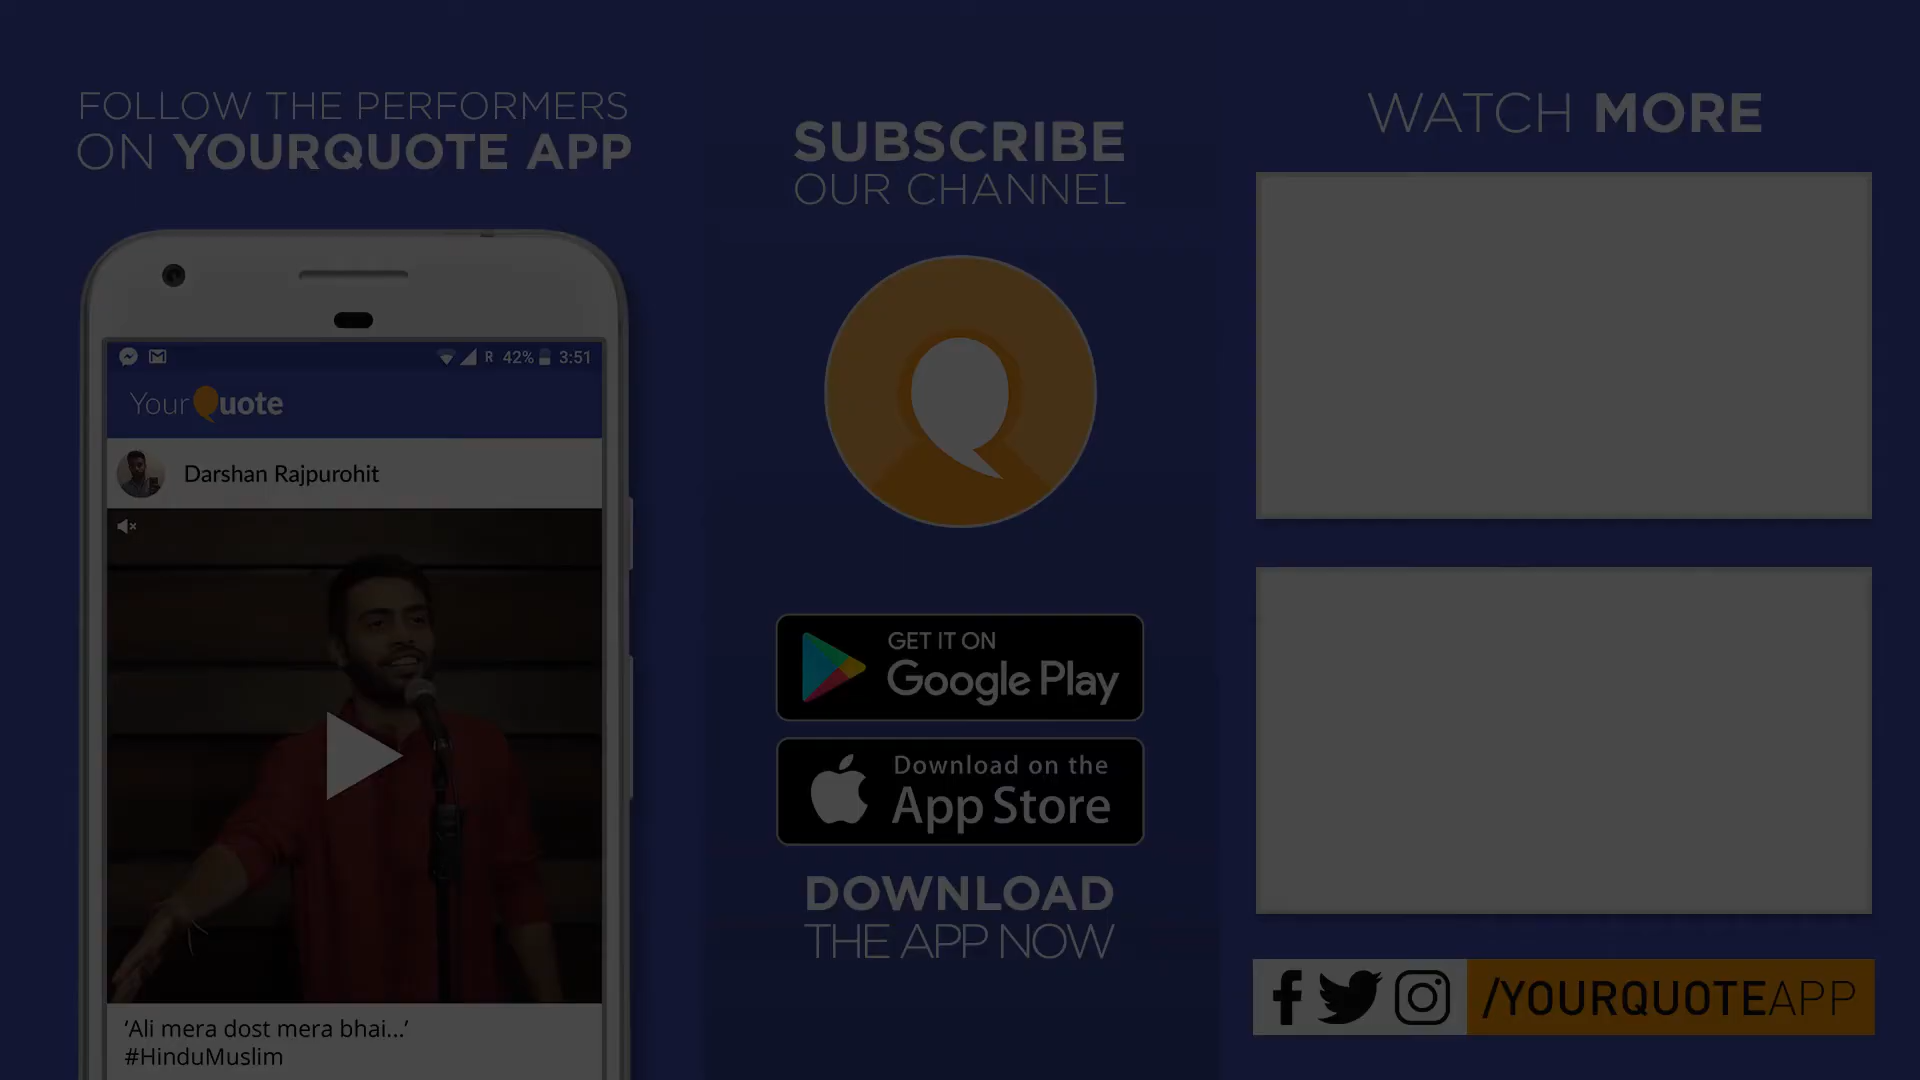 FOLLOW THE PERFORMERS
ON YOURQUOTE APP
R 42% 3:51
YourQuote
Darshan Rajpurohit
‘Ali mera dost mera bhai...’
#HinduMuslim
SUBSCRIBE
OUR CHANNEL
GET IT ON
Google Play
Download on the
App Store
DOWNLOAD
THE APP NOW
WATCH MORE
/YOURQUOTEAPP